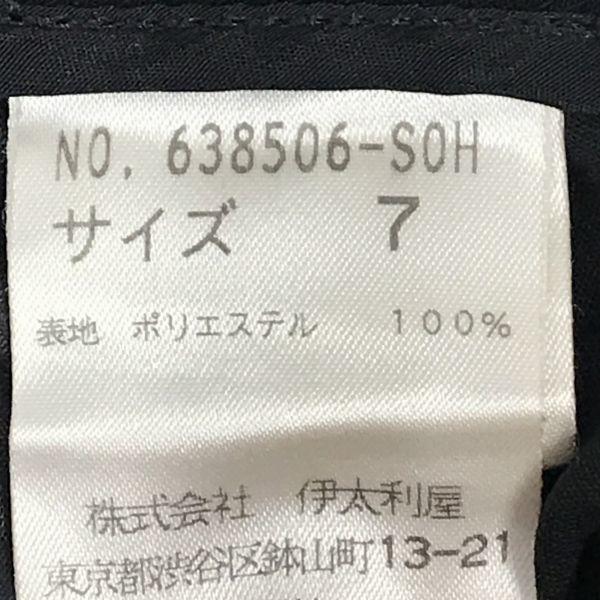 NO. 638506-SOH
サイズ 7
表地 ポリエステル 100%
株式会社 伊太利屋
東京都渋谷区鉢山町13-21